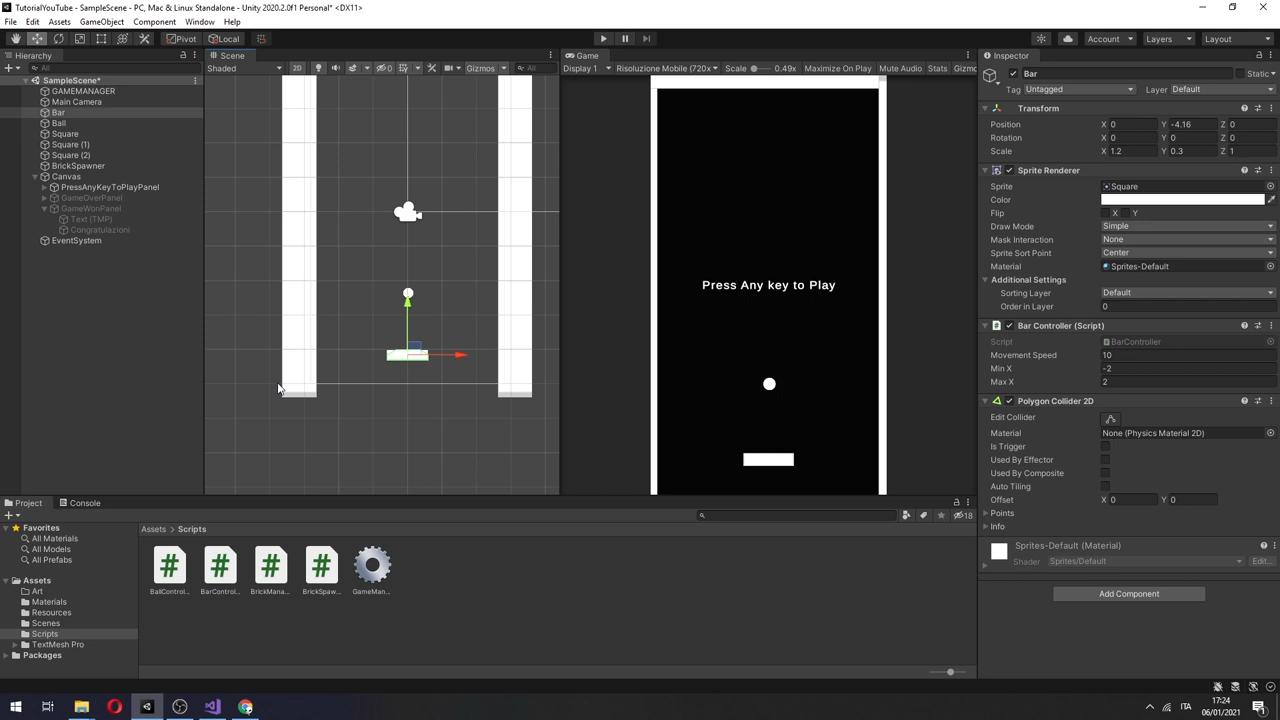 TutorialYouTube - SampleScene - PC, Mac & Linux Standalone - Unity 2020.2.0f1 Personal* <DX11>
File Edit Assets GameObject Component Window Help
Pivot Local Account Layers Layout
Hierarchy
All
SampleScene*
GAMEMANAGER
Main Camera
Bar
Ball
Square
Square (1)
Square (2)
BrickSpawner
Canvas
PressAnyKeyToPlayPanel
GameOverPanel
GameWonPanel
Text (TMP)
Congratulazioni
EventSystem
Scene
Shaded 2D 0 Gizmos All
Game
Display 1 Risoluzione Mobile (720x Scale 0.49x Maximize On Play Mute Audio Stats Gizmo
Press Any key to Play
Inspector
Bar Static
Tag Untagged Layer Default
Transform
Position X 0 Y -4.16 Z 0
Rotation X 0 Y 0 Z 0
Scale X 1.2 Y 0.3 Z 1
Sprite Renderer
Sprite Square
Color
Flip X Y
Draw Mode Simple
Mask Interaction None
Sprite Sort Point Center
Material Sprites-Default
Additional Settings
Sorting Layer Default
Order in Layer 0
Bar Controller (Script)
Script BarController
Movement Speed 10
Min X -2
Max X 2
Polygon Collider 2D
Edit Collider
Material None (Physics Material 2D)
Is Trigger
Used By Effector
Used By Composite
Auto Tiling
Offset X 0 Y 0
Points
Info
Sprites-Default (Material)
Shader Sprites/Default Edit...
Add Component
Project Console
18
Favorites
All Materials
All Models
All Prefabs
Assets
Art
Materials
Resources
Scenes
Scripts
TextMesh Pro
Packages
Assets > Scripts
BallControl... BarControl... BrickMana... BrickSpaw... GameMan...
ITA
17:24
06/01/2021
1